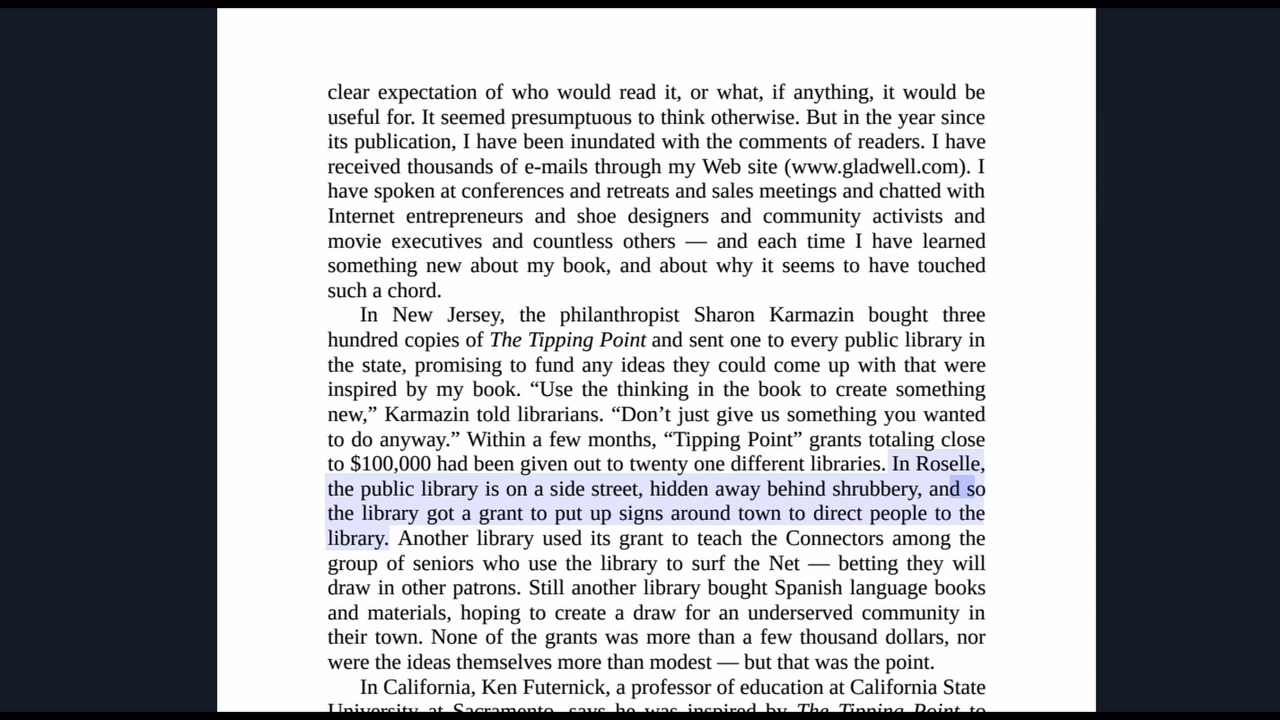 clear expectation of who would read it, or what, if anything, it would be
useful for. It seemed presumptuous to think otherwise. But in the year since
its publication, I have been inundated with the comments of readers. I have
received thousands of e-mails through my Web site (www.gladwell.com). I
have spoken at conferences and retreats and sales meetings and chatted with
Internet entrepreneurs and shoe designers and community activists and
movie executives and countless others — and each time I have learned
something new about my book, and about why it seems to have touched
such a chord.
In New Jersey, the philanthropist Sharon Karmazin bought three
hundred copies of The Tipping Point and sent one to every public library in
the state, promising to fund any ideas they could come up with that were
inspired by my book. “Use the thinking in the book to create something
new,” Karmazin told librarians. “Don’t just give us something you wanted
to do anyway.” Within a few months, “Tipping Point” grants totaling close
to $100,000 had been given out to twenty one different libraries. In Roselle,
the public library is on a side street, hidden away behind shrubbery, and so
the library got a grant to put up signs around town to direct people to the
library. Another library used its grant to teach the Connectors among the
group of seniors who use the library to surf the Net — betting they will
draw in other patrons. Still another library bought Spanish language books
and materials, hoping to create a draw for an underserved community in
their town. None of the grants was more than a few thousand dollars, nor
were the ideas themselves more than modest — but that was the point.
In California, Ken Futernick, a professor of education at California State
University at Sacramento, says he was inspired by The Tipping Point to